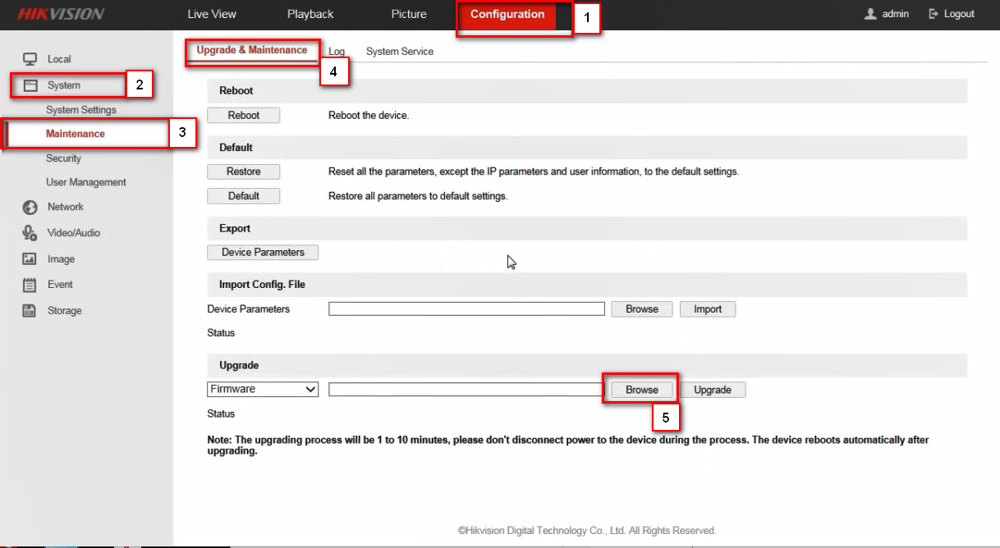 HIKVISION Live View Playback Picture Configuration 1 admin Logout
Upgrade & Maintenance Log System Service
4
Local
System 2
System Settings
Maintenance 3
Security
User Management
Network
Video/Audio
Image
Event
Storage
Reboot
Reboot Reboot the device.
Default
Restore Reset all the parameters, except the IP parameters and user information, to the default settings.
Default Restore all parameters to default settings.
Export
Device Parameters
Import Config. File
Device Parameters Browse Import
Status
Upgrade
Firmware Browse Upgrade
5
Status
Note: The upgrading process will be 1 to 10 minutes, please don't disconnect power to the device during the process. The device reboots automatically after
upgrading.
©Hikvision Digital Technology Co., Ltd. All Rights Reserved.